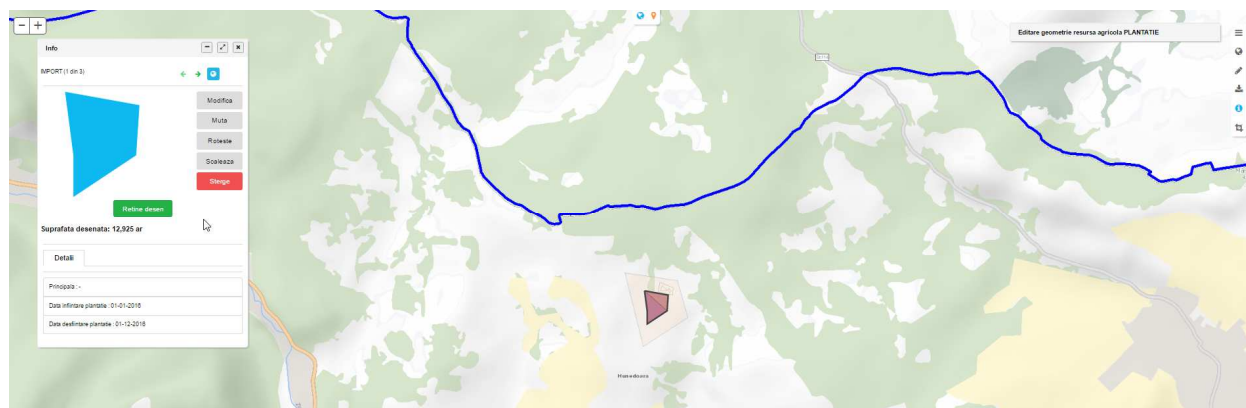 Editare geometrie resursa agricola PLANTATIE
Info
IMPORT (1 din 3)
Modifica
Muta
Roteste
Scaleaza
Sterge
Retine desen
Suprafata desenata: 12,925 ar
Detalii
Principala : -
Data infiintare plantatie : 01-01-2016
Data desfiintare plantatie : 01-12-2016